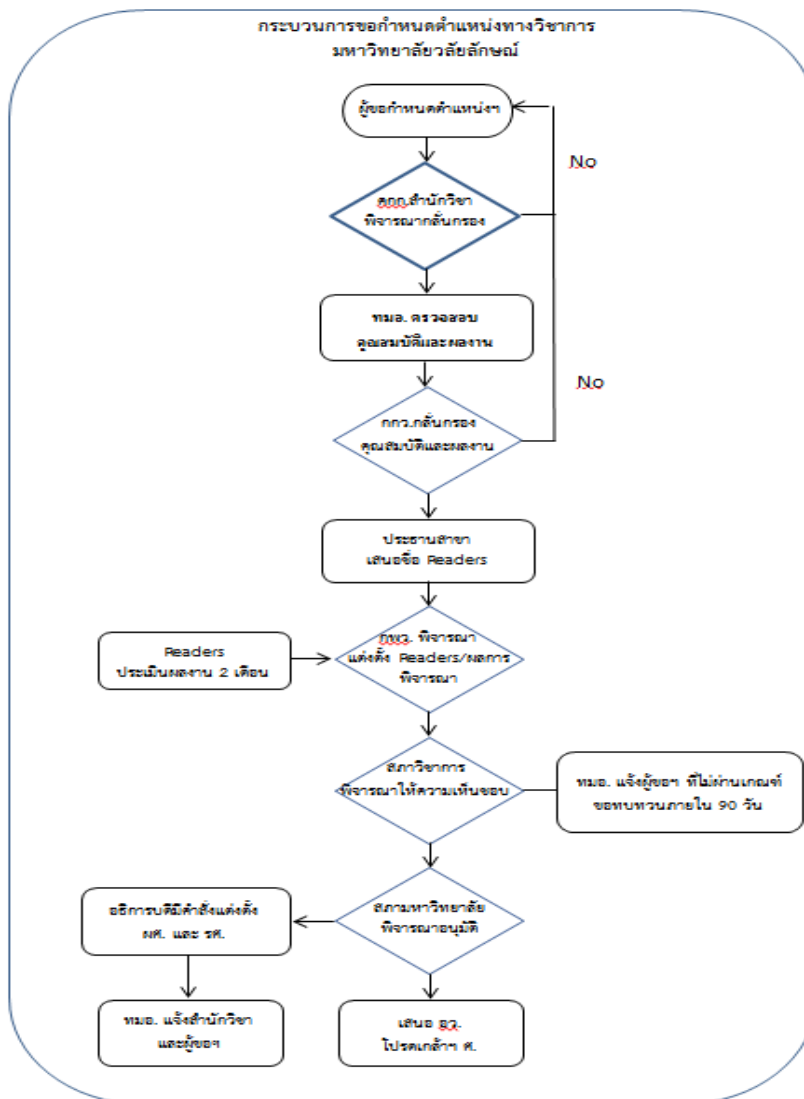 กระบวนการขอกำหนดตำแหน่งทางวิชาการ
มหาวิทยาลัยวลัยลักษณ์
ผู้ขอกำหนดตำแหน่งฯ
No
คกก.สำนักวิชา
พิจารณากลั่นกรอง
ทมอ. ตรวจสอบ
คุณสมบัติและผลงาน
No
กกว.กลั่นกรอง
คุณสมบัติและผลงาน
ประธานสาขา
เสนอชื่อ Readers
กพว. พิจารณา
แต่งตั้ง Readers/ผลการ
พิจารณา
Readers
ประเมินผลงาน 2 เดือน
สภาวิชาการ
พิจารณาให้ความเห็นชอบ
ทมอ. แจ้งผู้ขอฯ ที่ไม่ผ่านเกณฑ์
ขอทบทวนภายใน 90 วัน
สภามหาวิทยาลัย
พิจารณาอนุมัติ
อธิการบดีมีคำสั่งแต่งตั้ง
ผศ. และ รศ.
ทมอ. แจ้งสำนักวิชา
และผู้ขอฯ
เสนอ อว.
โปรดเกล้าฯ ศ.